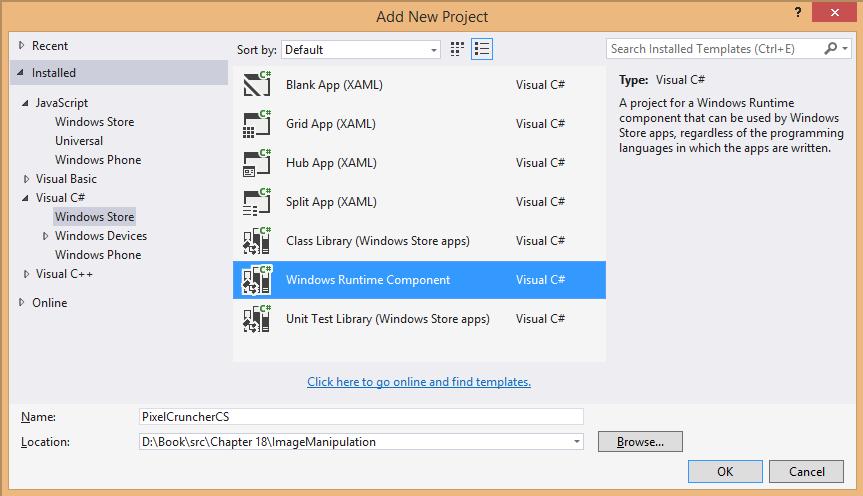 Add New Project
?
Recent
Installed
JavaScript
Windows Store
Universal
Windows Phone
Visual Basic
Visual C#
Windows Store
Windows Devices
Windows Phone
Visual C++
Online
Sort by: Default
C# Blank App (XAML) Visual C#
C# Grid App (XAML) Visual C#
C# Hub App (XAML) Visual C#
C# Split App (XAML) Visual C#
C# Class Library (Windows Store apps) Visual C#
C# Windows Runtime Component Visual C#
C# Unit Test Library (Windows Store apps) Visual C#
Click here to go online and find templates.
Search Installed Templates (Ctrl+E)
Type: Visual C#
A project for a Windows Runtime
component that can be used by Windows
Store apps, regardless of the programming
languages in which the apps are written.
Name: PixelCruncherCS
Location: D:\Book\src\Chapter 18\ImageManipulation
Browse...
OK
Cancel